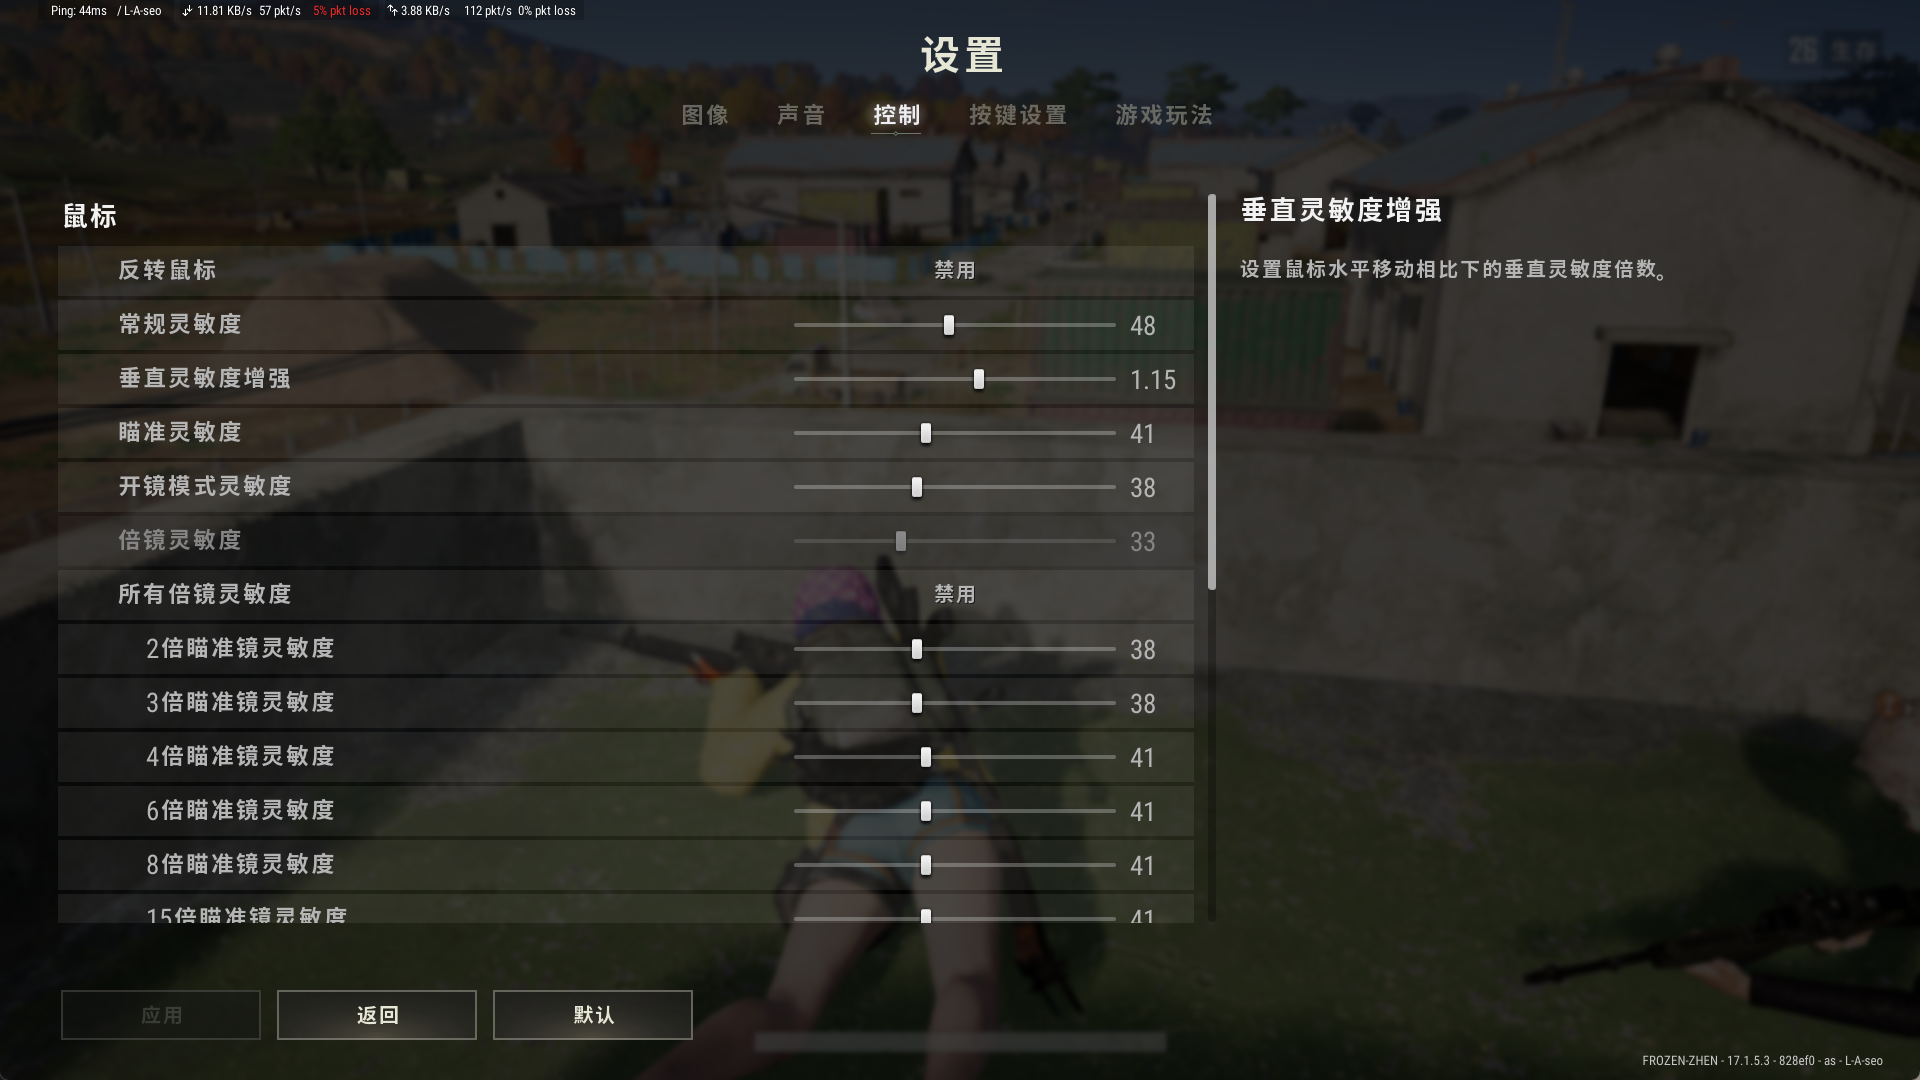 Ping: 44ms / L-A-seo 11.81 KB/s 57 pkt/s 5% pkt loss 3.88 KB/s 112 pkt/s 0% pkt loss
设置
26 生存
图像 声音 控制 按键设置 游戏玩法
鼠标
反转鼠标 禁用
常规灵敏度 48
垂直灵敏度增强 1.15
瞄准灵敏度 41
开镜模式灵敏度 38
倍镜灵敏度 33
所有倍镜灵敏度 禁用
2倍瞄准镜灵敏度 38
3倍瞄准镜灵敏度 38
4倍瞄准镜灵敏度 41
6倍瞄准镜灵敏度 41
8倍瞄准镜灵敏度 41
15倍瞄准镜灵敏度 41
垂直灵敏度增强
设置鼠标水平移动相比下的垂直灵敏度倍数。
应用 返回 默认
FROZEN-ZHEN - 17.1.5.3 - 828ef0 - as - L-A-seo